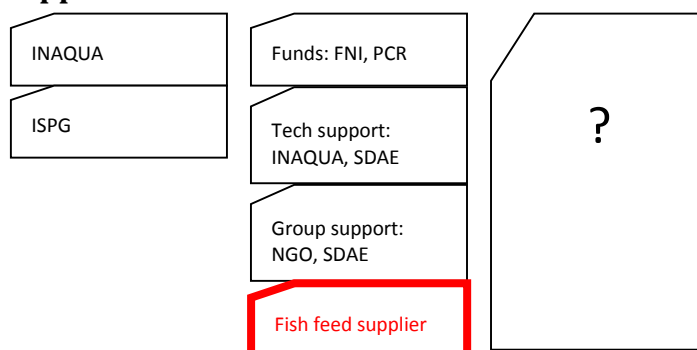 INAQUA
ISPG
Funds: FNI, PCR
Tech support:
INAQUA, SDAE
Group support:
NGO, SDAE
Fish feed supplier
?